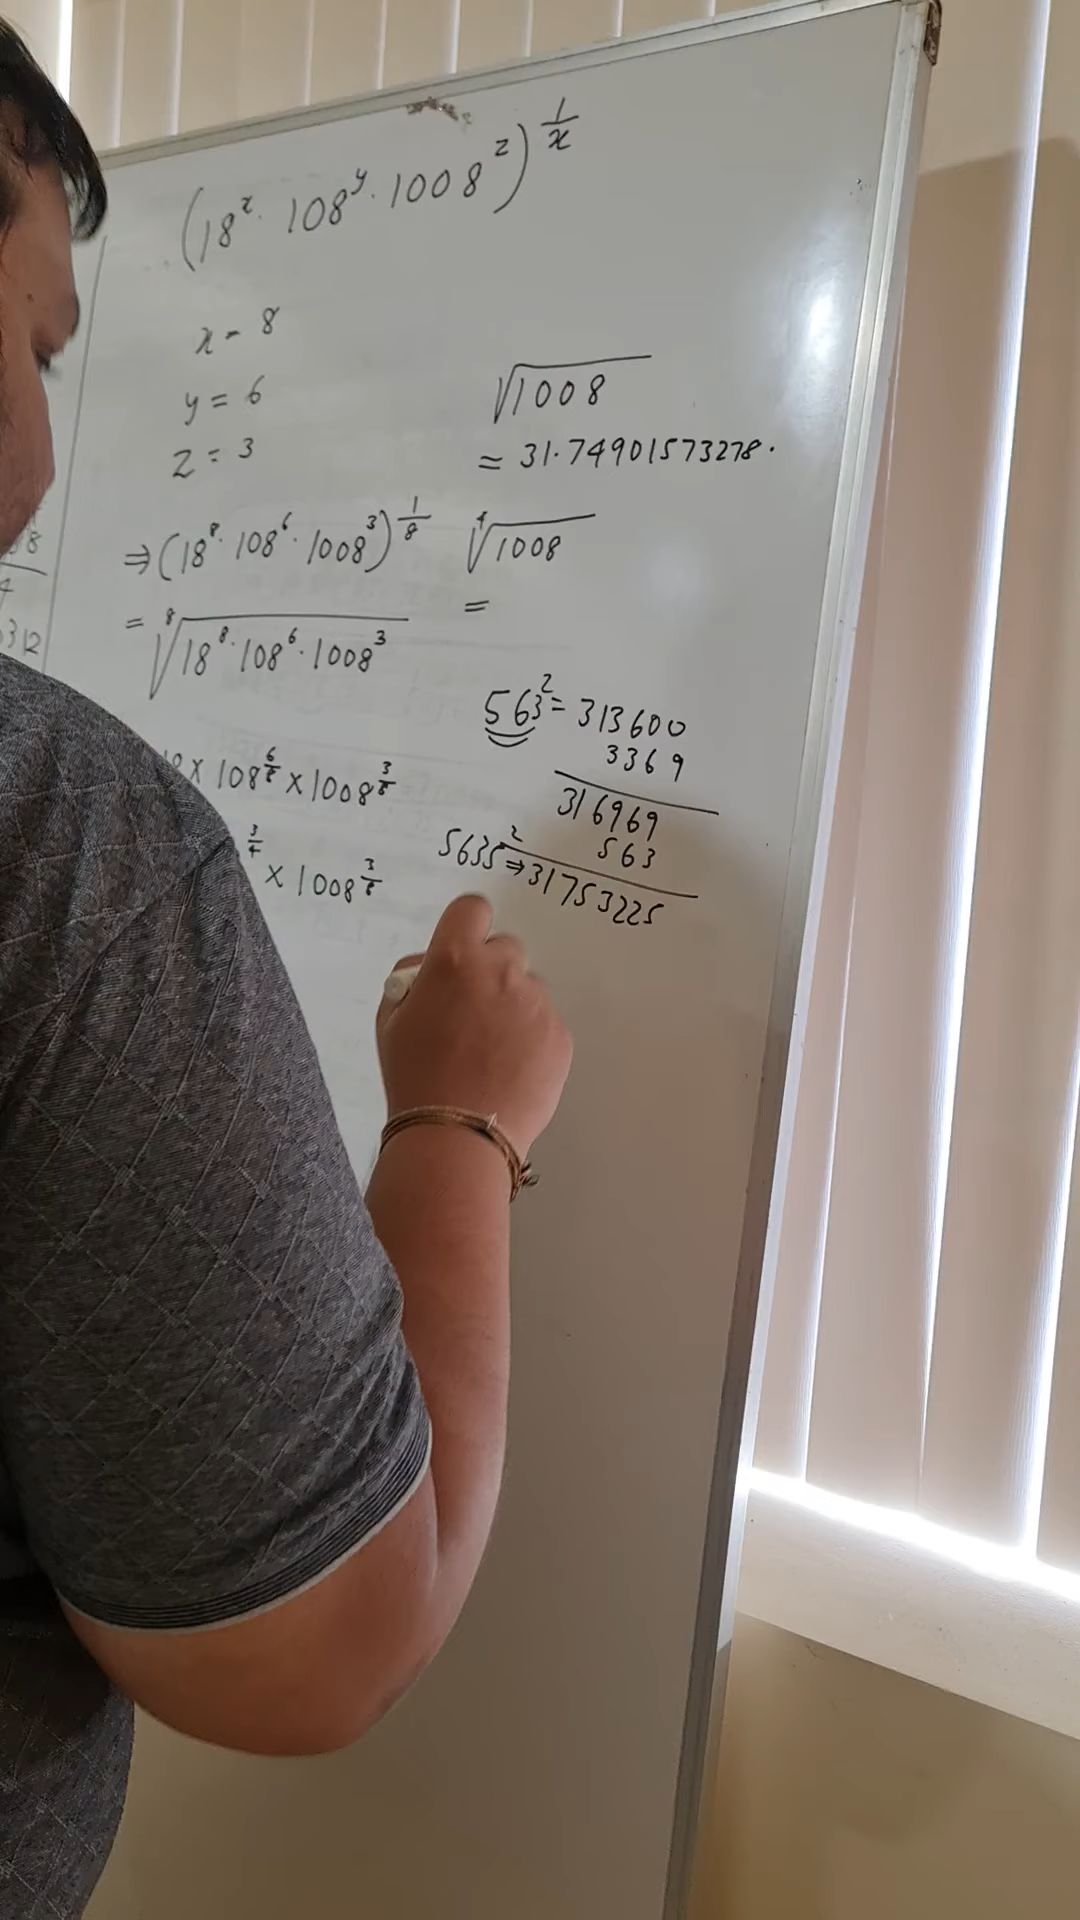 (18^x · 108^y · 1008^z)^{1/x}
x = 8
y = 6
z = 3
⇒ (18^8 · 108^6 · 1008^3)^{1/8}
= ⁸√(18^8 · 108^6 · 1008^3)
× 108^{6/8} × 1008^{3/8}
^{3/4} × 1008^{3/8}
√1008
= 31.74901573278.
⁴√1008
=
563² = 313600
3369
316969
563
5635² ⇒ 31753225
8
312